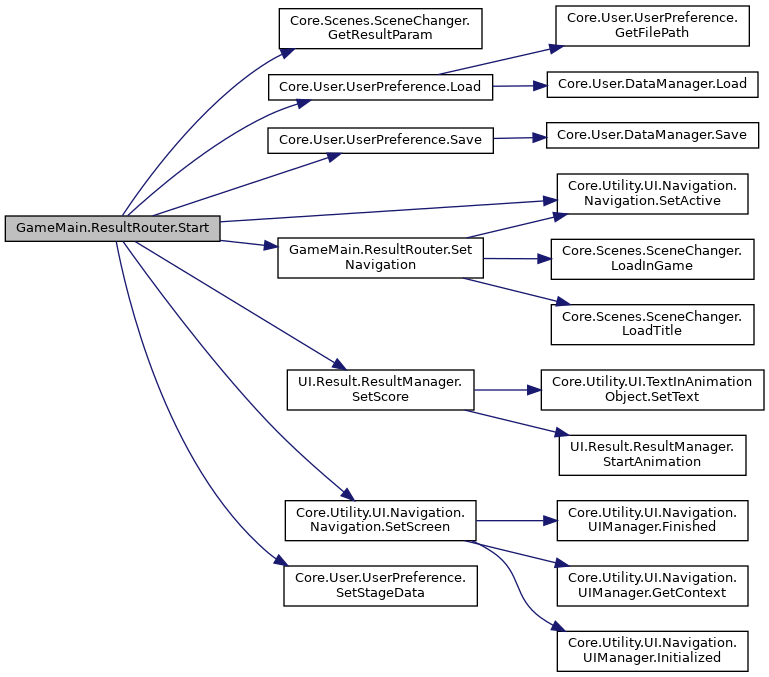 GameMain.ResultRouter.Start
Core.Scenes.SceneChanger.
GetResultParam
Core.User.UserPreference.Load
Core.User.UserPreference.Save
GameMain.ResultRouter.Set
Navigation
UI.Result.ResultManager.
SetScore
Core.Utility.UI.Navigation.
Navigation.SetScreen
Core.User.UserPreference.
SetStageData
Core.User.UserPreference.
GetFilePath
Core.User.DataManager.Load
Core.User.DataManager.Save
Core.Utility.UI.Navigation.
Navigation.SetActive
Core.Scenes.SceneChanger.
LoadInGame
Core.Scenes.SceneChanger.
LoadTitle
Core.Utility.UI.TextInAnimation
Object.SetText
UI.Result.ResultManager.
StartAnimation
Core.Utility.UI.Navigation.
UIManager.Finished
Core.Utility.UI.Navigation.
UIManager.GetContext
Core.Utility.UI.Navigation.
UIManager.Initialized